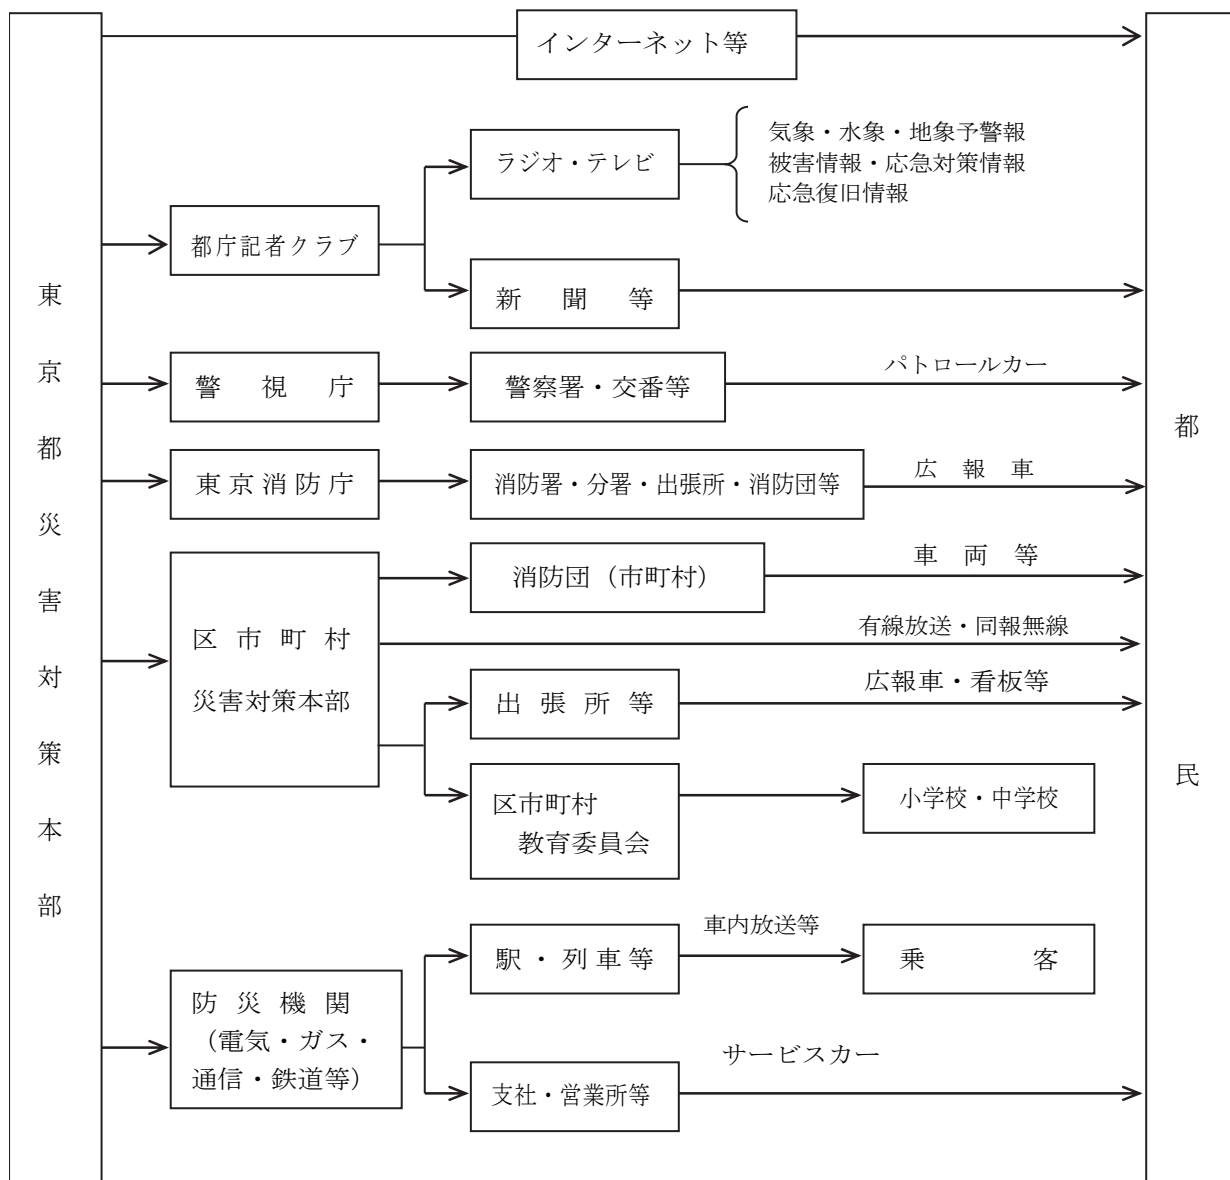 東京都災害対策本部
インターネット等
都庁記者クラブ
ラジオ・テレビ
気象・水象・地象予警報
被害情報・応急対策情報
応急復旧情報
新聞等
警視庁
警察署・交番等
パトロールカー
東京消防庁
消防署・分署・出張所・消防団等
広報車
区市町村
災害対策本部
消防団（市町村）
車両等
有線放送・同報無線
出張所等
広報車・看板等
区市町村
教育委員会
小学校・中学校
防災機関
（電気・ガス・
通信・鉄道等）
駅・列車等
車内放送等
乗客
支社・営業所等
サービスカー
都民